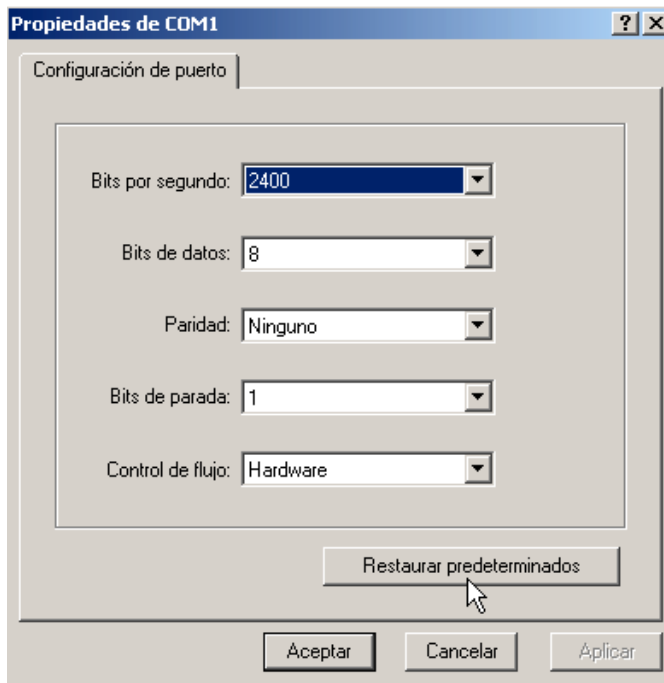 Propiedades de COM1
Configuración de puerto
Bits por segundo: 2400
Bits de datos: 8
Paridad: Ninguno
Bits de parada: 1
Control de flujo: Hardware
Restaurar predeterminados
Aceptar Cancelar Aplicar